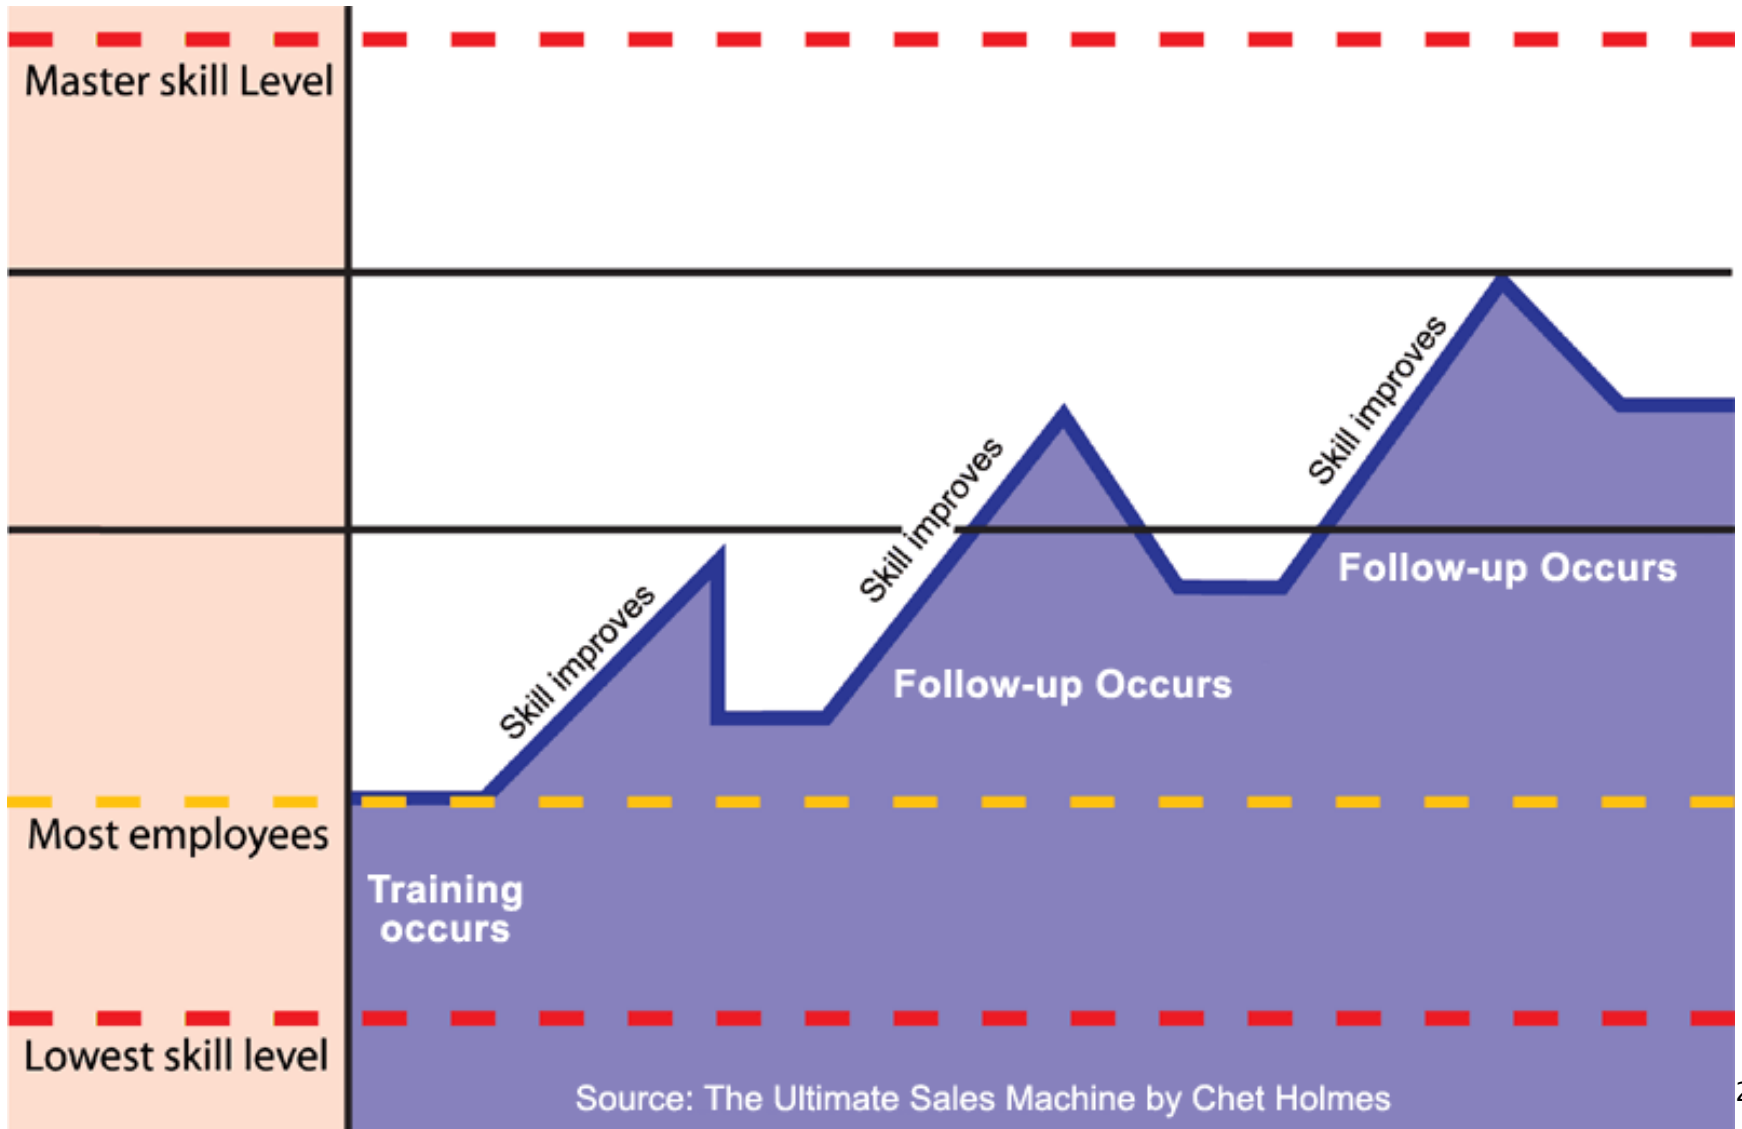 Master skill Level
Skill improves
Skill improves
Skill improves
Follow-up Occurs
Follow-up Occurs
Most employees
Training
occurs
Lowest skill level
Source: The Ultimate Sales Machine by Chet Holmes